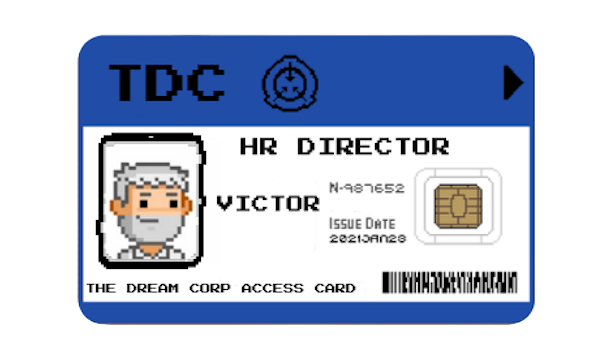 TDC
HR DIRECTOR
VICTOR
N-987652
ISSUE DATE
2021JAN28
THE DREAM CORP ACCESS CARD